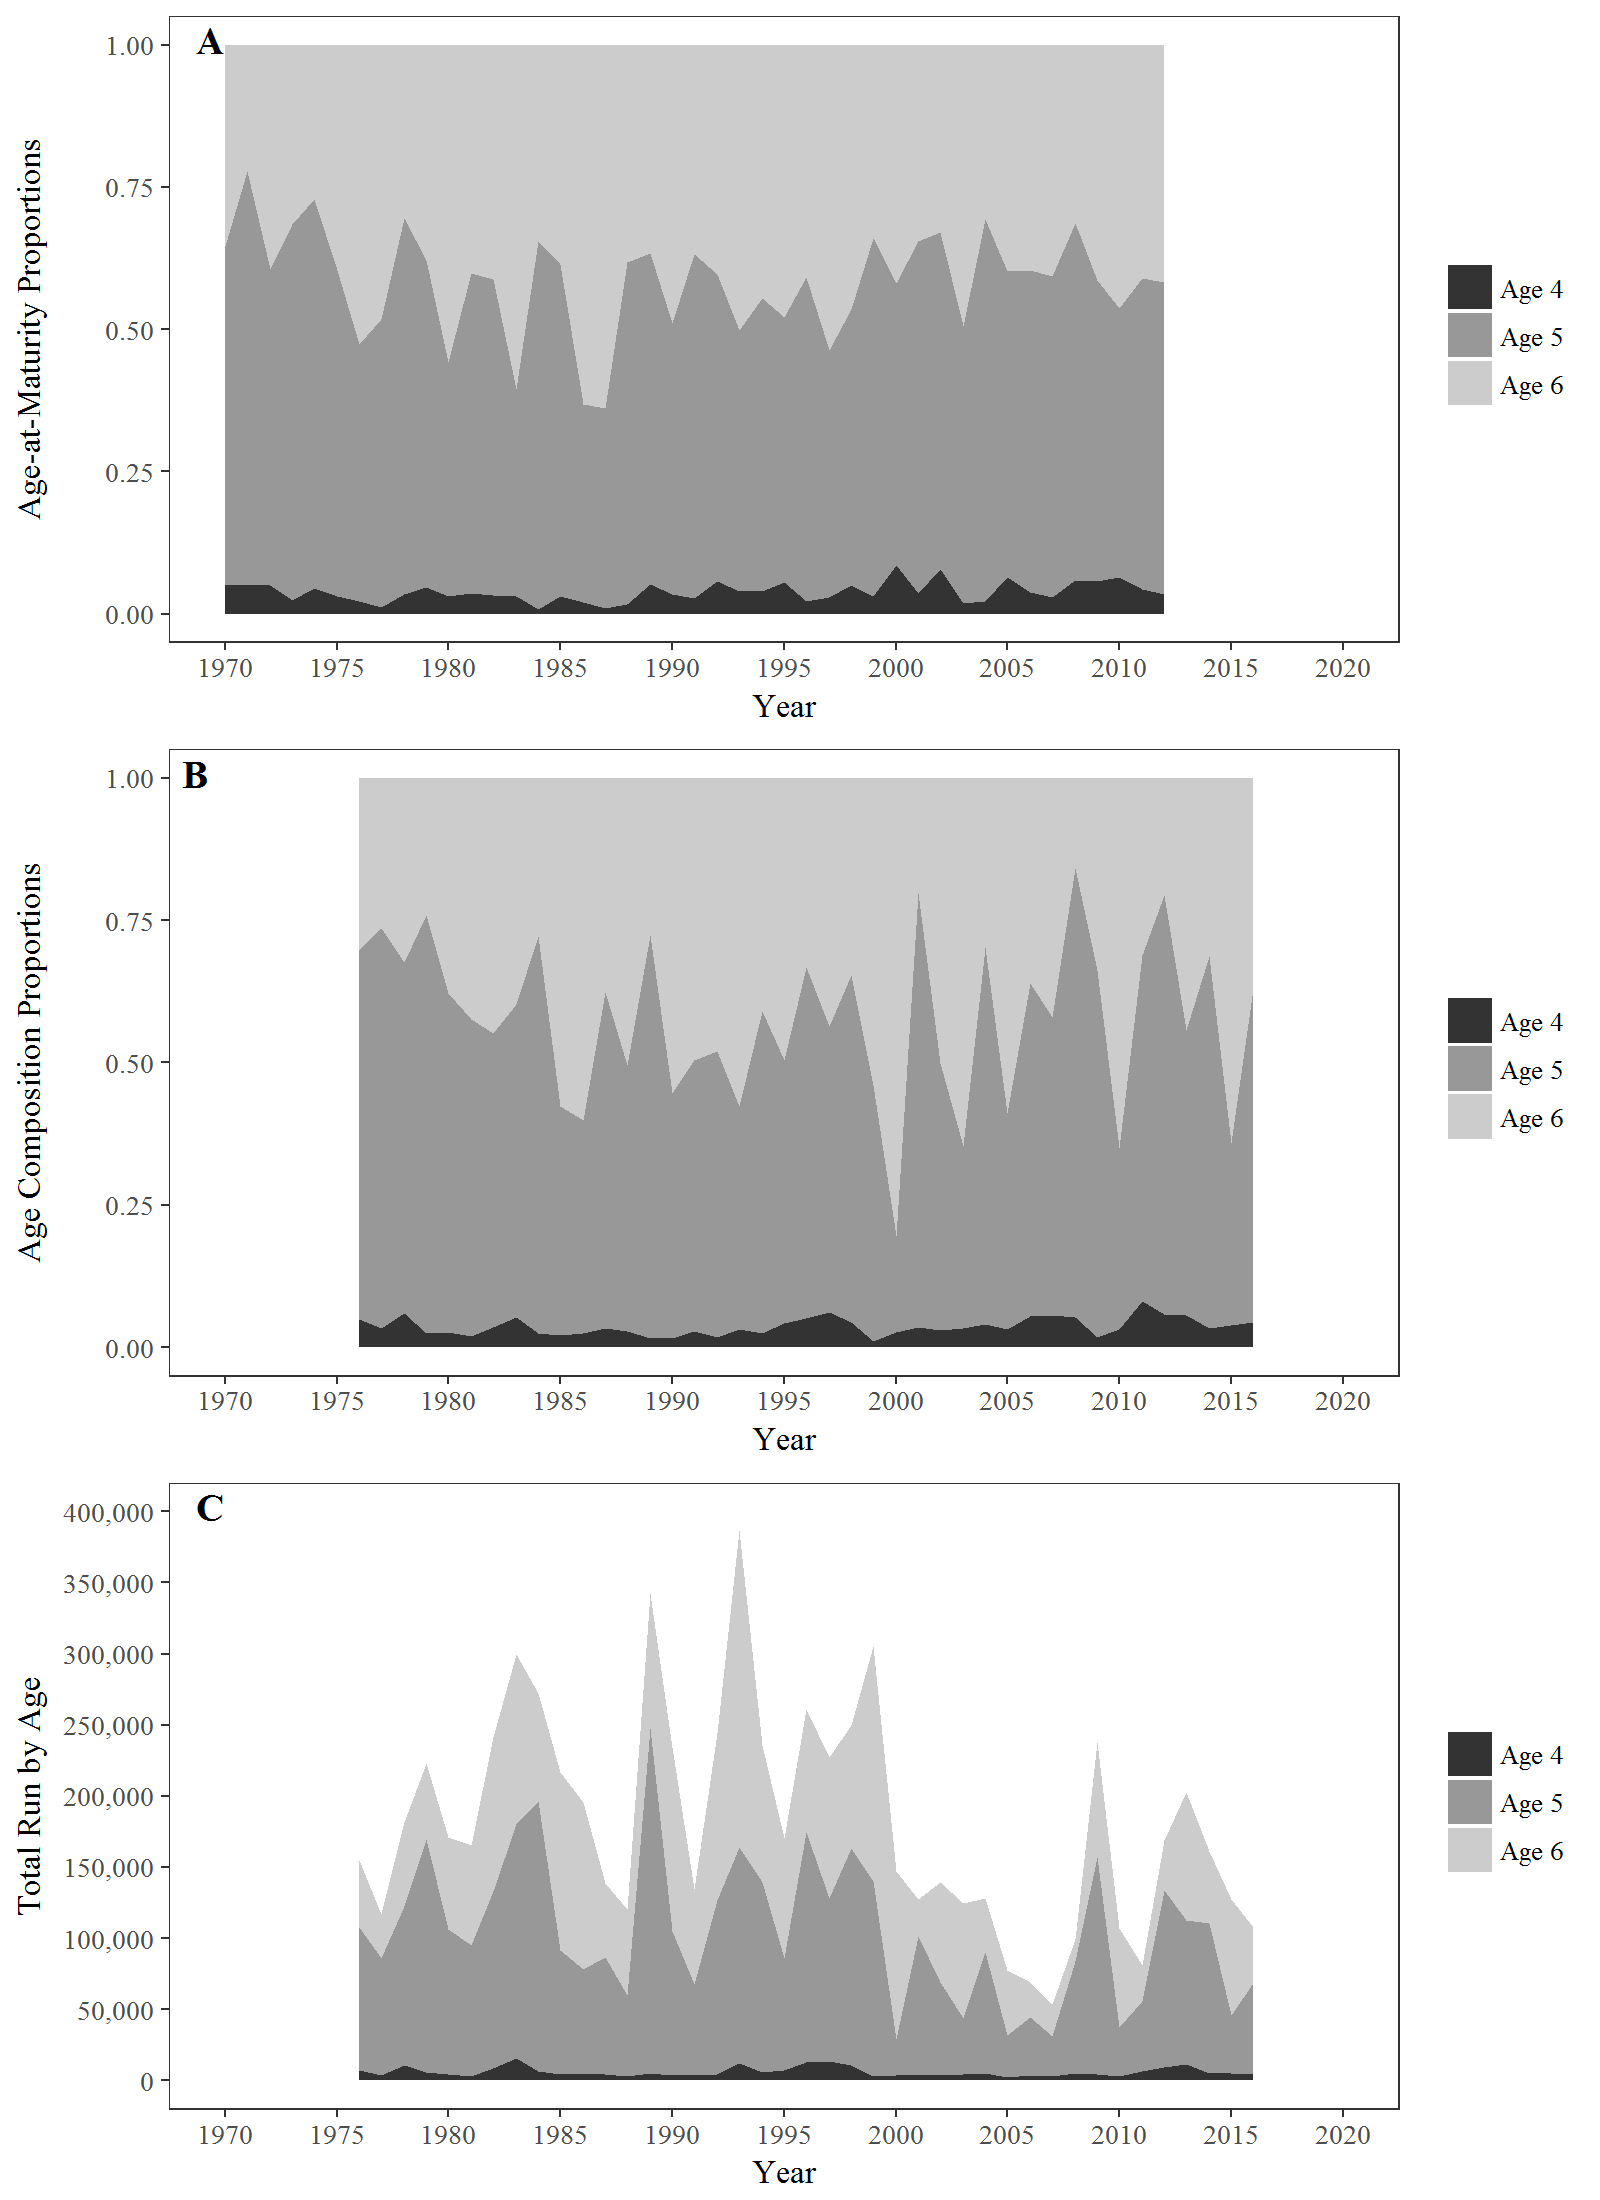 A
Age-at-Maturity Proportions
1.00
0.75
0.50
0.25
0.00
1970 1975 1980 1985 1990 1995 2000 2005 2010 2015 2020
Year
Age 4
Age 5
Age 6
B
Age Composition Proportions
1.00
0.75
0.50
0.25
0.00
1970 1975 1980 1985 1990 1995 2000 2005 2010 2015 2020
Year
Age 4
Age 5
Age 6
C
Total Run by Age
400,000
350,000
300,000
250,000
200,000
150,000
100,000
50,000
0
1970 1975 1980 1985 1990 1995 2000 2005 2010 2015 2020
Year
Age 4
Age 5
Age 6